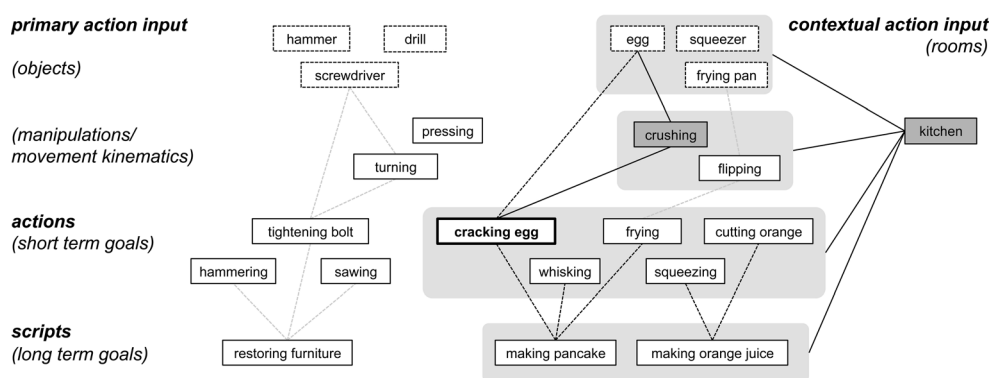 primary action input
hammer
drill
egg
squeezer
contextual action input
(rooms)
(objects)
screwdriver
frying pan
(manipulations/
movement kinematics)
pressing
crushing
kitchen
turning
flipping
actions
(short term goals)
tightening bolt
cracking egg
frying
cutting orange
hammering
sawing
whisking
squeezing
scripts
(long term goals)
restoring furniture
making pancake
making orange juice